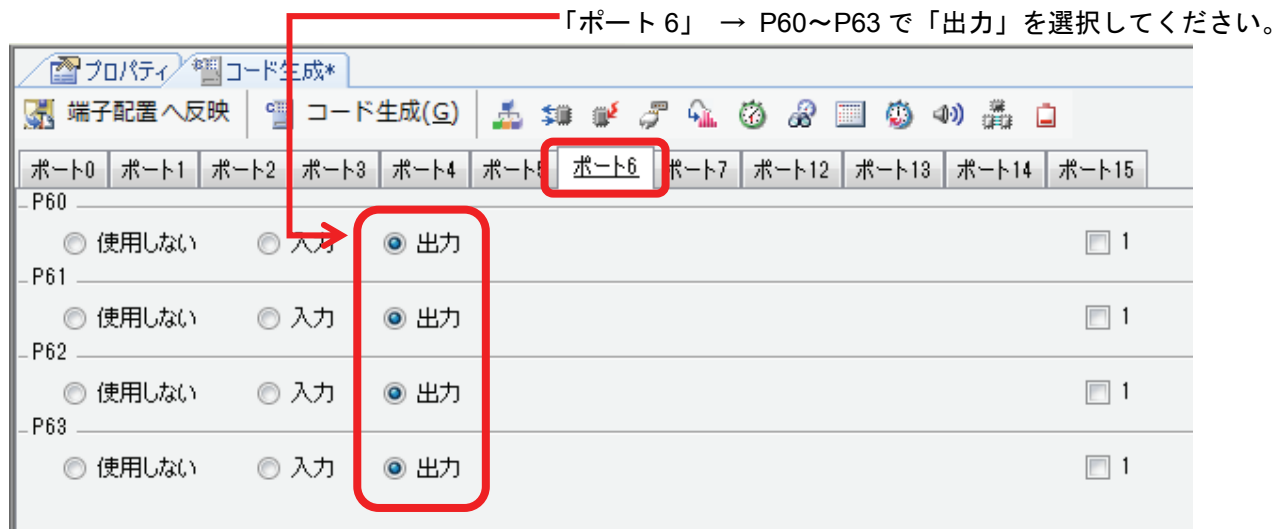 「ポート 6」 → P60～P63 で「出力」を選択してください。
プロパティ コード生成*
端子配置へ反映 コード生成(G)
ポート0 ポート1 ポート2 ポート3 ポート4 ポート ポート6 ポート7 ポート12 ポート13 ポート14 ポート15
P60
使用しない 入力 出力 1
P61
使用しない 入力 出力 1
P62
使用しない 入力 出力 1
P63
使用しない 入力 出力 1